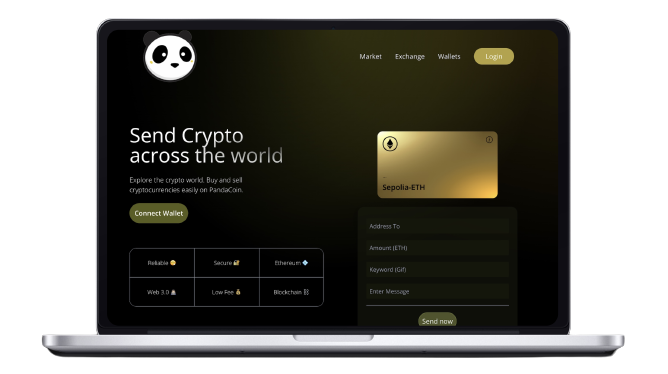 Market Exchange Wallets Login
Send Crypto
across the world
Explore the crypto world. Buy and sell
cryptocurrencies easily on PandaCoin.
Connect Wallet
Reliable 🤝 Secure 🔐 Ethereum 💠
Web 3.0 🕸 Low Fee 💰 Blockchain ⛓
Sepolia-ETH
Address To
Amount (ETH)
Keyword (Gif)
Enter Message
Send now